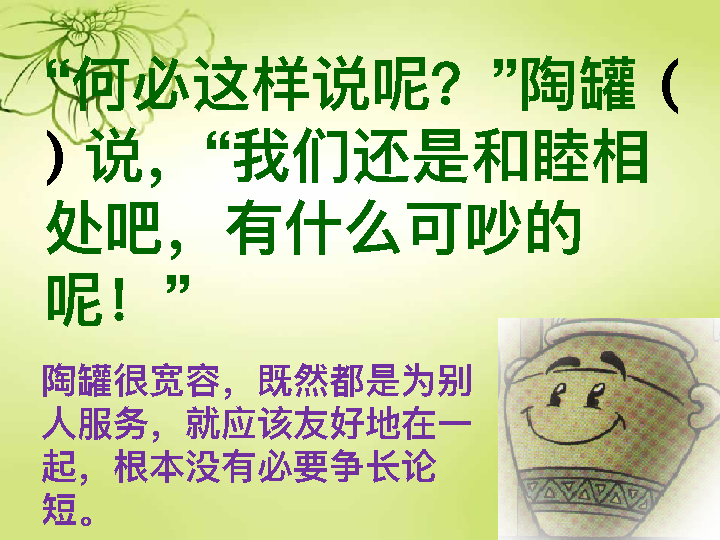 “何必这样说呢？”陶罐（
）说，“我们还是和睦相
处吧，有什么可吵的
呢！”
陶罐很宽容，既然都是为别
人服务，就应该友好地在一
起，根本没有必要争长论
短。